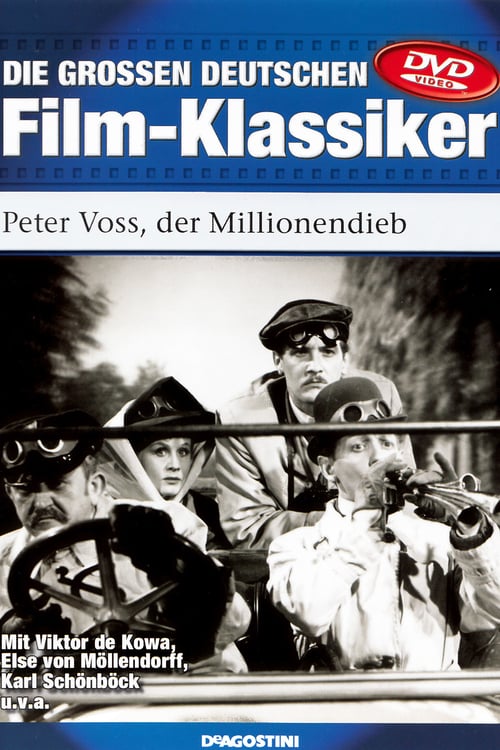 DIE GROSSEN DEUTSCHEN
DVD
VIDEO
Film-Klassiker
Peter Voss, der Millionendieb
Mit Viktor de Kowa,
Else von Möllendorff,
Karl Schönböck
u.v.a.
DeAGOSTINI